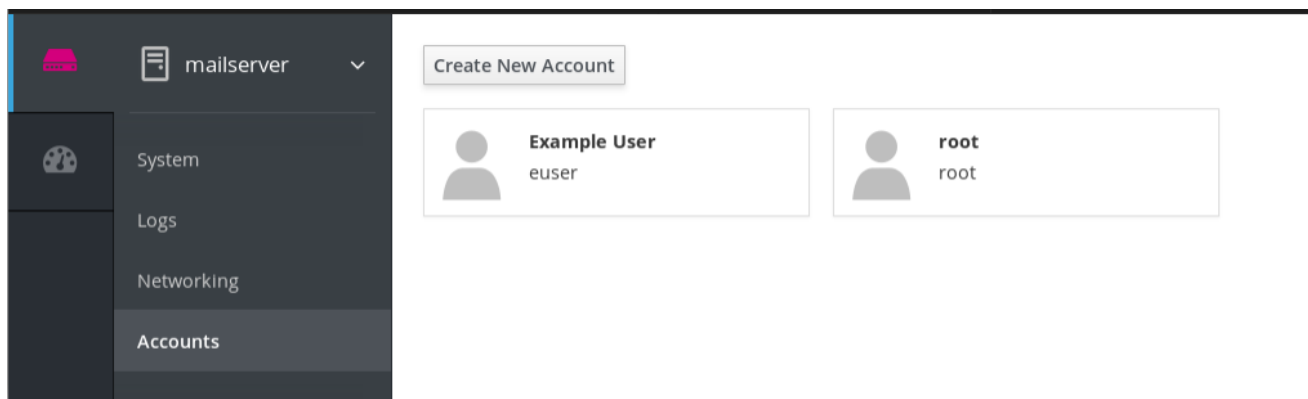 mailserver
System
Logs
Networking
Accounts
Create New Account
Example User
euser
root
root